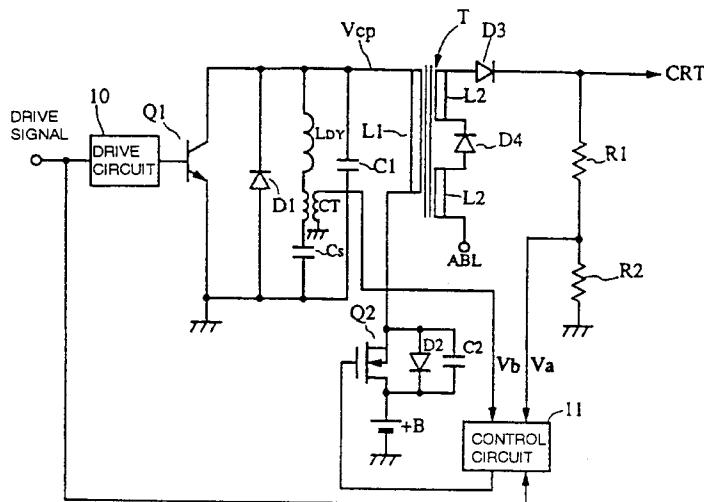 Vcp
T
D3
CRT
DRIVE
SIGNAL
10
Q1
DRIVE
CIRCUIT
LDY
L1
L2
D4
R1
C1
D1
CT
L2
Cs
ABL
R2
Q2
D2
C2
Vb
Va
+B
11
CONTROL
CIRCUIT